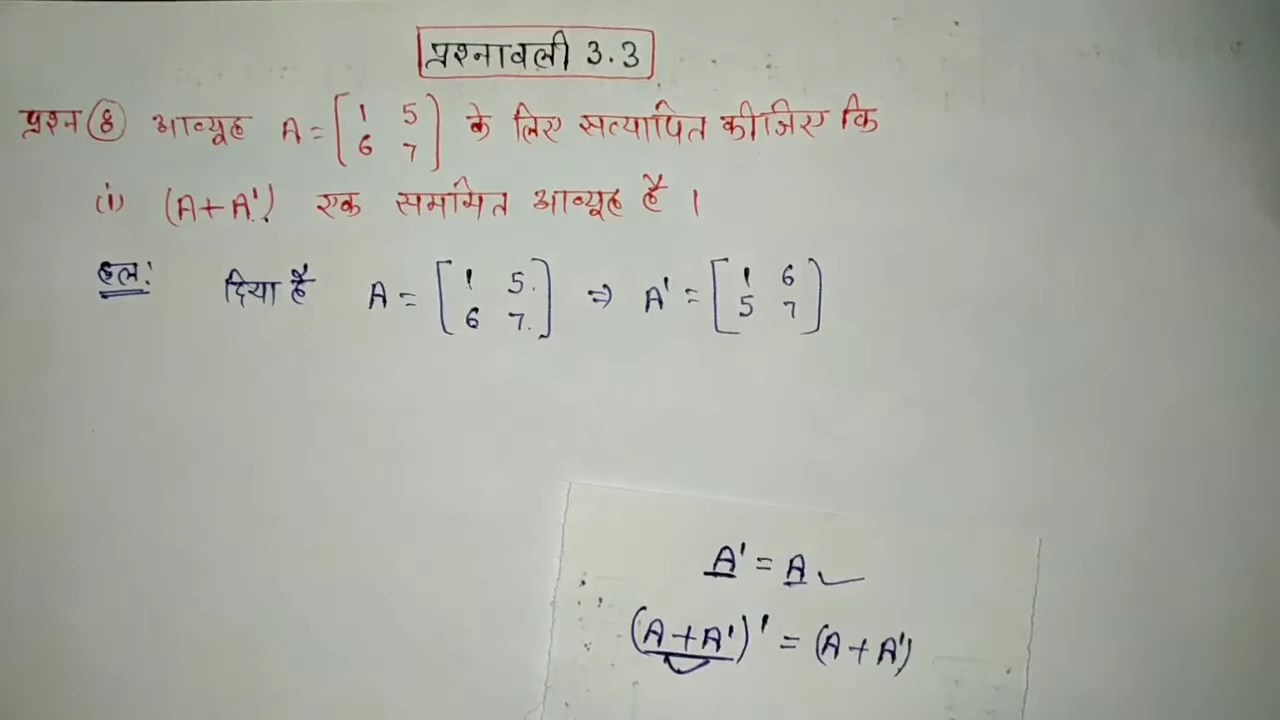 प्रश्नावली 3.3
प्रश्न 8 आव्यूह A = [1 5
6 7] के लिए सत्यापित कीजिए कि
(i) (A+A') एक सममित आव्यूह है ।
हल: दिया है A = [1 5
6 7] ⇒ A' = [1 6
5 7]
A' = A
(A+A')' = (A+A')